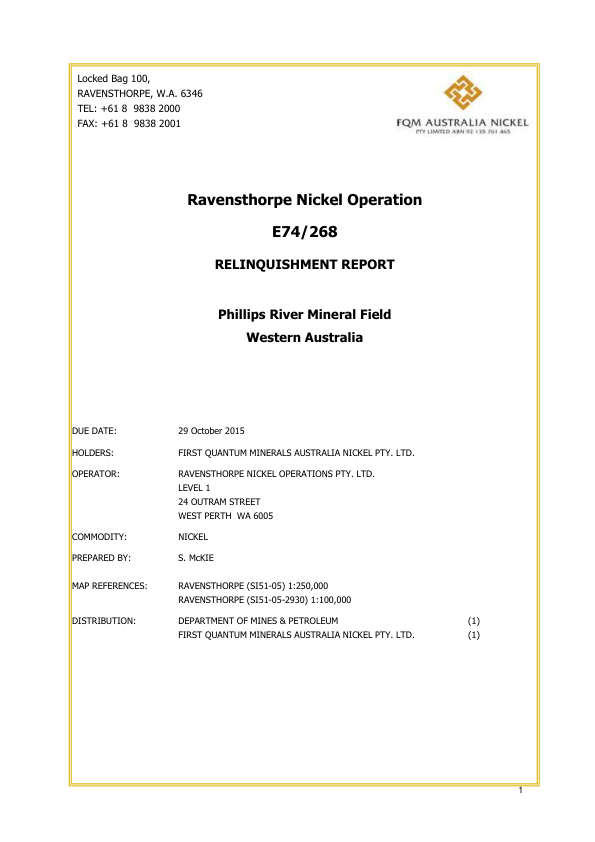 Locked Bag 100,
RAVENSTHORPE, W.A. 6346
TEL: +61 8  9838 2000
FAX: +61 8  9838 2001
FQM AUSTRALIA NICKEL
PTY LIMITED ABN 92 135 761 465
Ravensthorpe Nickel Operation
E74/268
RELINQUISHMENT REPORT
Phillips River Mineral Field
Western Australia
DUE DATE: 29 October 2015
HOLDERS: FIRST QUANTUM MINERALS AUSTRALIA NICKEL PTY. LTD.
OPERATOR: RAVENSTHORPE NICKEL OPERATIONS PTY. LTD.
LEVEL 1
24 OUTRAM STREET
WEST PERTH  WA 6005
COMMODITY: NICKEL
PREPARED BY: S. McKIE
MAP REFERENCES: RAVENSTHORPE (SI51-05) 1:250,000
RAVENSTHORPE (SI51-05-2930) 1:100,000
DISTRIBUTION: DEPARTMENT OF MINES & PETROLEUM (1)
FIRST QUANTUM MINERALS AUSTRALIA NICKEL PTY. LTD. (1)
1